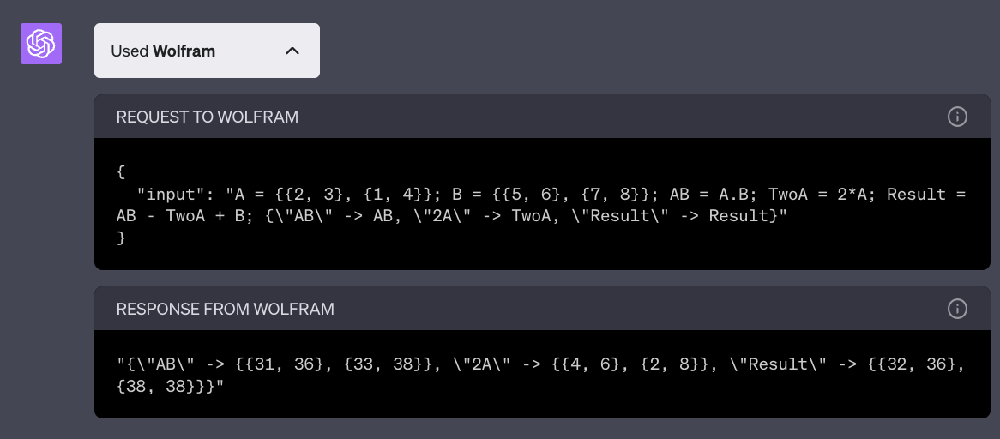 Used Wolfram
REQUEST TO WOLFRAM
{
  "input": "A = {{2, 3}, {1, 4}}; B = {{5, 6}, {7, 8}}; AB = A.B; TwoA = 2*A; Result =
AB - TwoA + B; {\"AB\" -> AB, \"2A\" -> TwoA, \"Result\" -> Result}"
}
RESPONSE FROM WOLFRAM
"{\"AB\" -> {{31, 36}, {33, 38}}, \"2A\" -> {{4, 6}, {2, 8}}, \"Result\" -> {{32, 36},
{38, 38}}}"